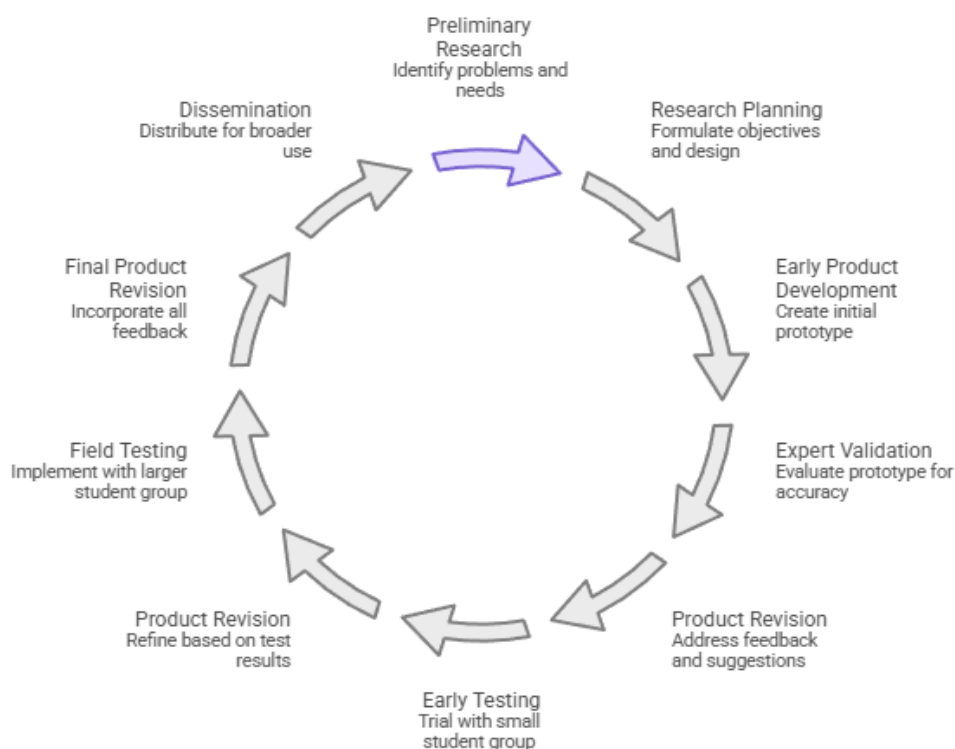 Preliminary
Research
Identify problems and
needs
Research Planning
Formulate objectives
and design
Early Product
Development
Create initial
prototype
Expert Validation
Evaluate prototype for
accuracy
Product Revision
Address feedback
and suggestions
Early Testing
Trial with small
student group
Product Revision
Refine based on test
results
Field Testing
Implement with larger
student group
Final Product
Revision
Incorporate all
feedback
Dissemination
Distribute for broader
use